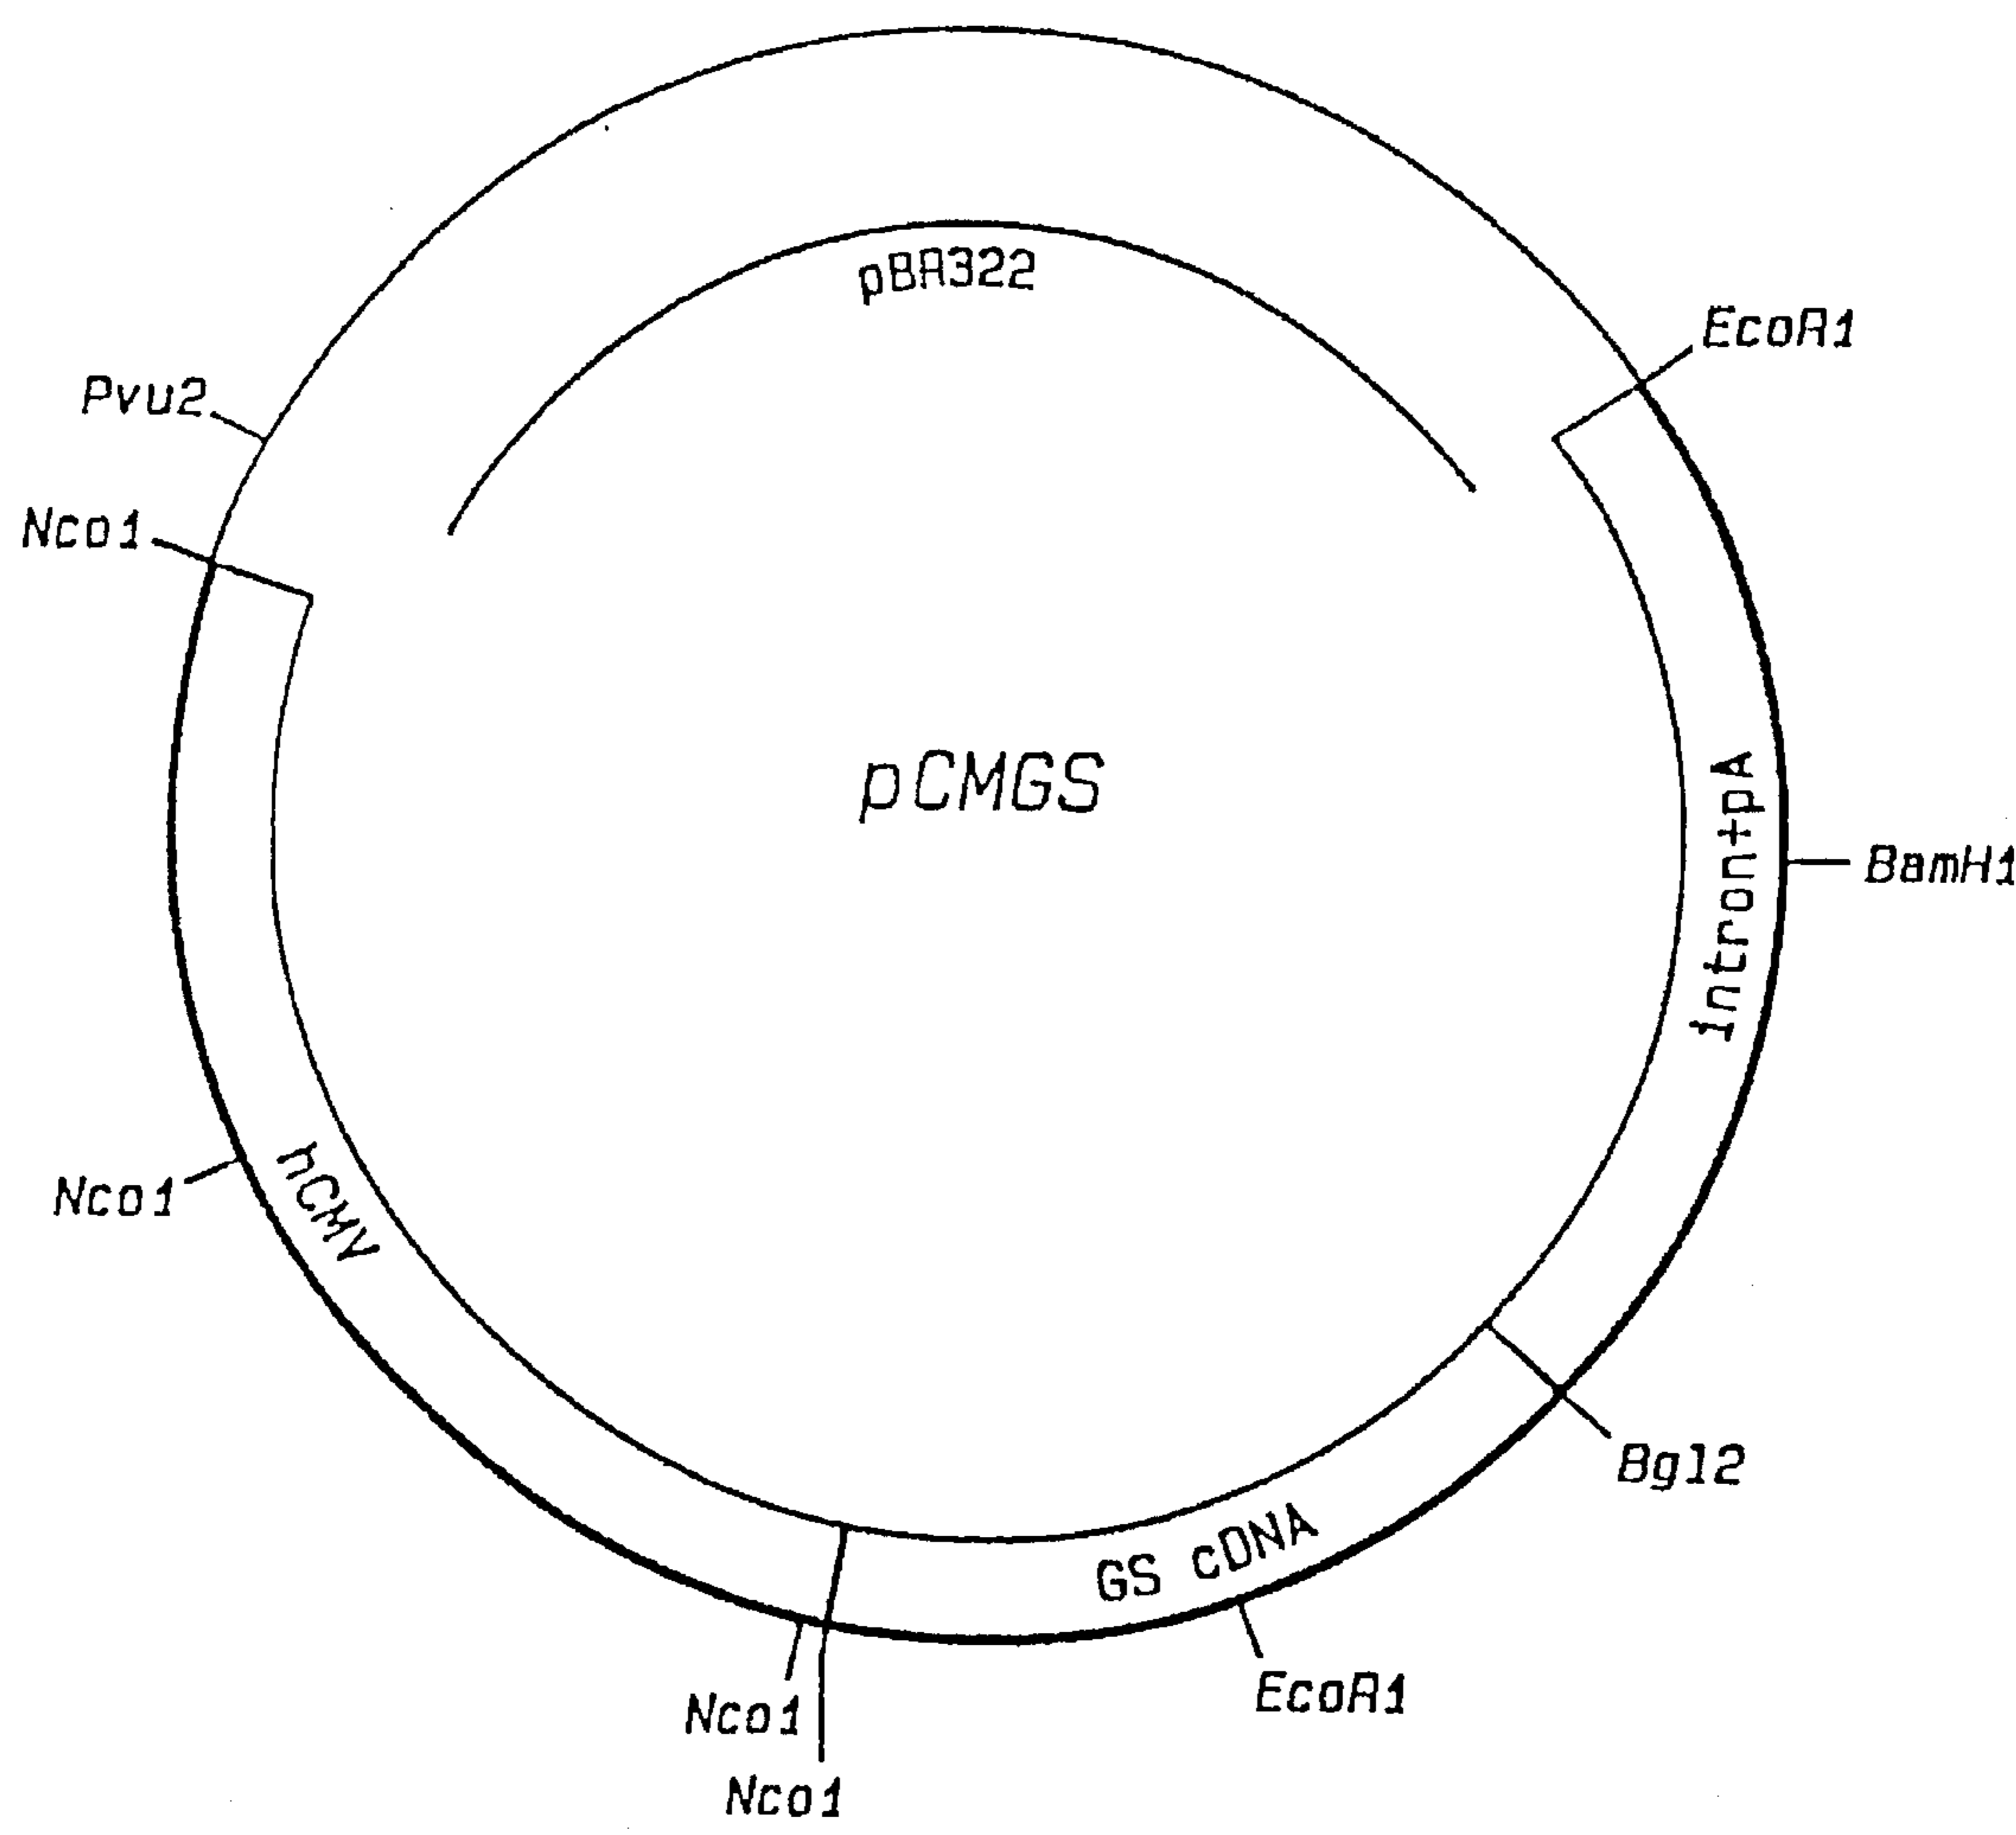 pBR322
EcoR1
Pvu2
Nco1
pCMGS
Intron+pA
BamH1
Nco1
hCMV
Bgl2
GS cDNA
EcoR1
Nco1
Nco1